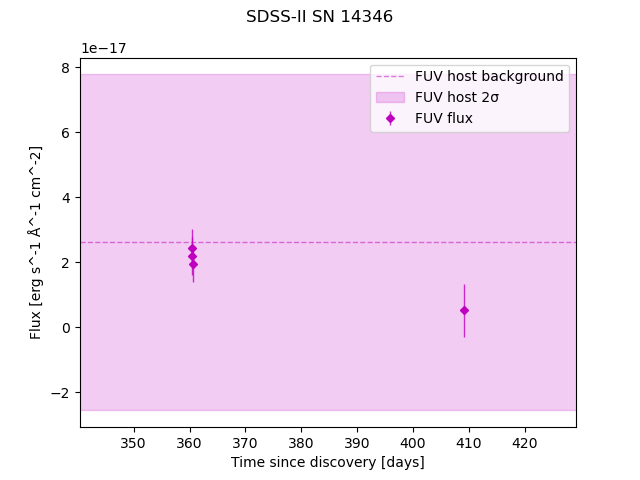 SDSS-II SN 14346
1e−17
FUV host background
FUV host 2σ
FUV flux
8
6
4
2
0
−2
Flux [erg s^-1 Å^-1 cm^-2]
350 360 370 380 390 400 410 420
Time since discovery [days]